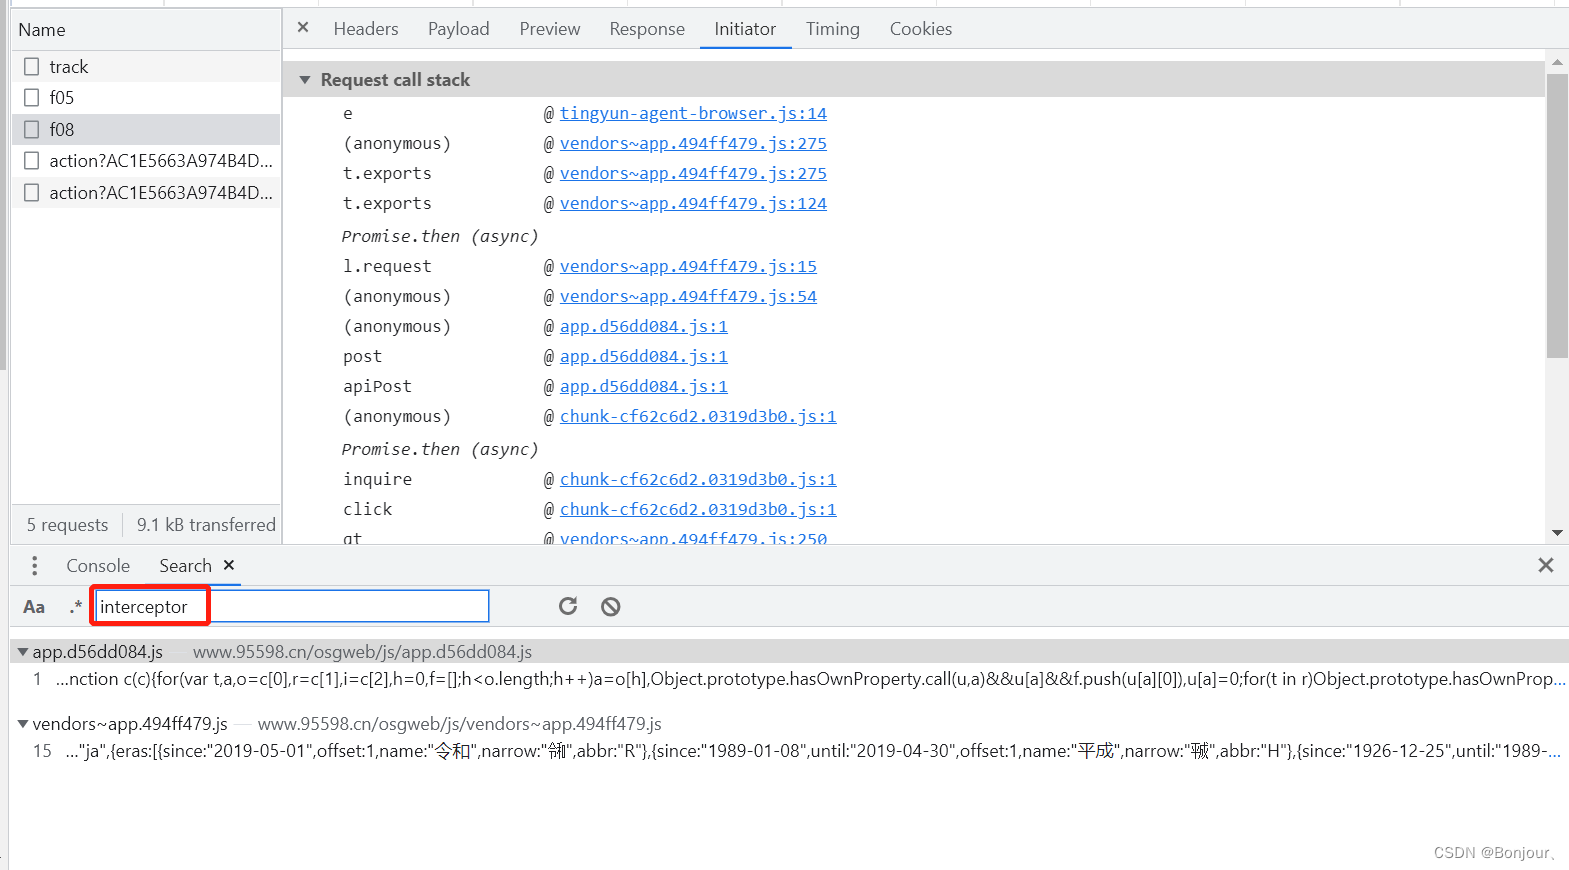 Name
track
f05
f08
action?AC1E5663A974B4D...
action?AC1E5663A974B4D...
5 requests 9.1 kB transferred
× Headers Payload Preview Response Initiator Timing Cookies
▼ Request call stack
e @ tingyun-agent-browser.js:14
(anonymous) @ vendors~app.494ff479.js:275
t.exports @ vendors~app.494ff479.js:275
t.exports @ vendors~app.494ff479.js:124
Promise.then (async)
l.request @ vendors~app.494ff479.js:15
(anonymous) @ vendors~app.494ff479.js:54
(anonymous) @ app.d56dd084.js:1
post @ app.d56dd084.js:1
apiPost @ app.d56dd084.js:1
(anonymous) @ chunk-cf62c6d2.0319d3b0.js:1
Promise.then (async)
inquire @ chunk-cf62c6d2.0319d3b0.js:1
click @ chunk-cf62c6d2.0319d3b0.js:1
qt @ vendors~app.494ff479.js:250
Console Search ×
Aa .* interceptor
▼ app.d56dd084.js — www.95598.cn/osgweb/js/app.d56dd084.js
1 ...nction c(c){for(var t,a,o=c[0],r=c[1],i=c[2],h=0,f=[];h<o.length;h++)a=o[h],Object.prototype.hasOwnProperty.call(u,a)&&u[a]&&f.push(u[a][0]),u[a]=0;for(t in r)Object.prototype.hasOwnProp...
▼ vendors~app.494ff479.js — www.95598.cn/osgweb/js/vendors~app.494ff479.js
15 ..."ja",{eras:[{since:"2019-05-01",offset:1,name:"令和",narrow:"㋿",abbr:"R"},{since:"1989-01-08",until:"2019-04-30",offset:1,name:"平成",narrow:"㍻",abbr:"H"},{since:"1926-12-25",until:"1989-...
CSDN @Bonjour、